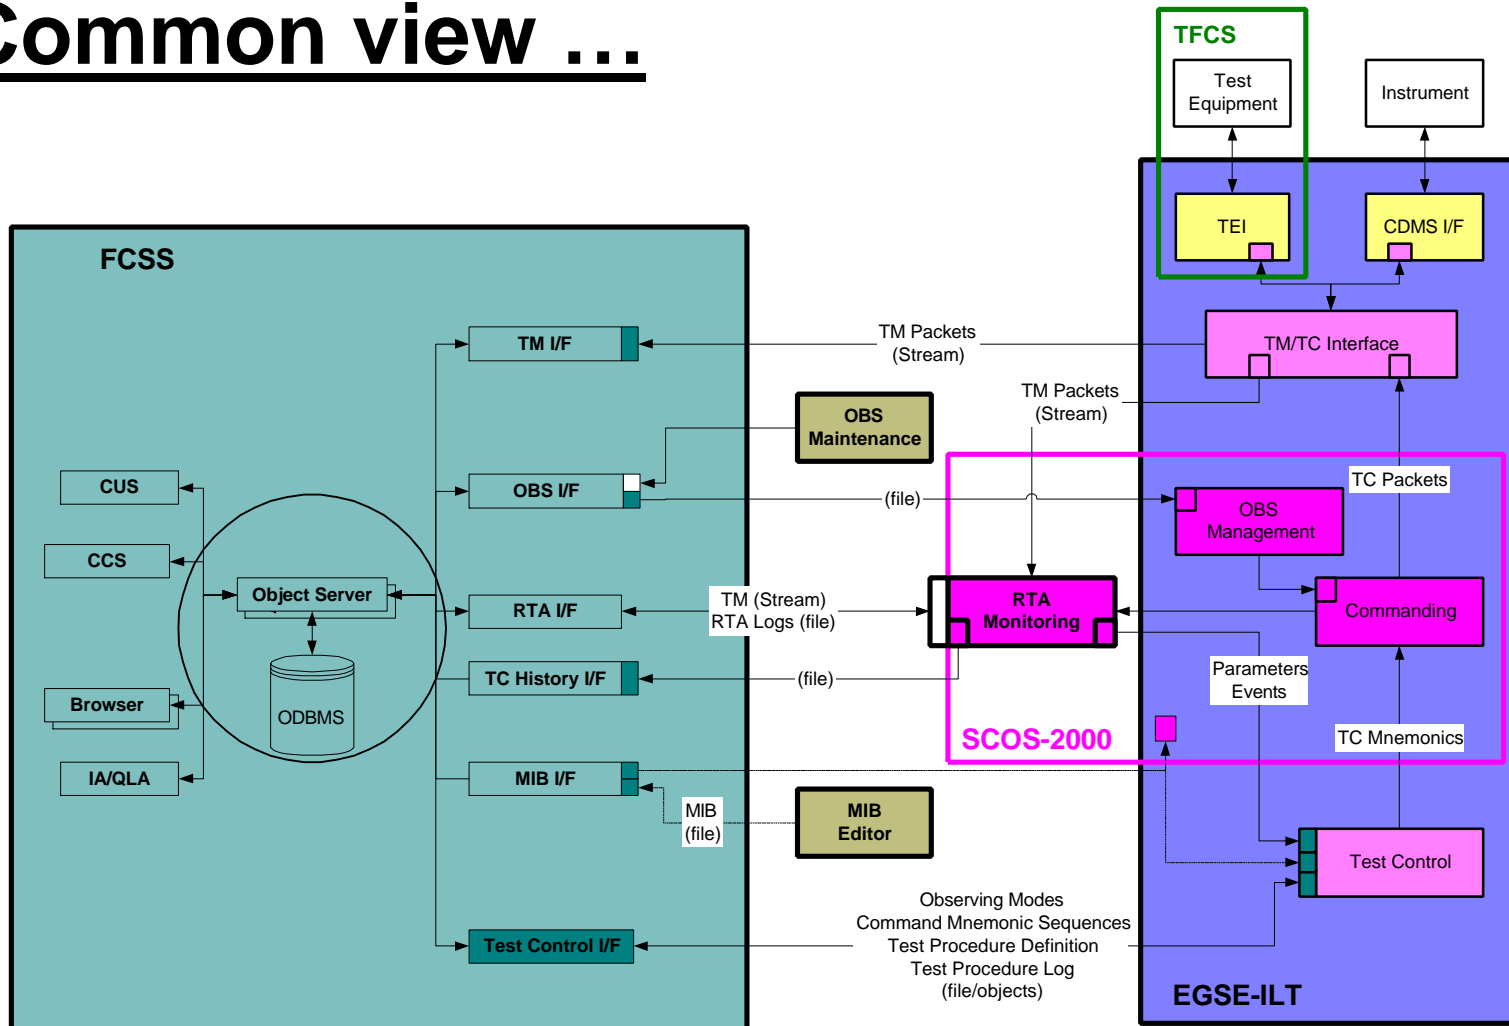 Common view ...
TFCS
Test
Equipment
Instrument
TEI
CDMS I/F
FCSS
TM I/F
TM Packets
(Stream)
TM/TC Interface
TM Packets
(Stream)
OBS
Maintenance
CUS
OBS I/F
(file)
TC Packets
OBS
Management
CCS
Object Server
RTA I/F
TM (Stream)
RTA Logs (file)
RTA
Monitoring
Commanding
TC History I/F
(file)
Parameters
Events
Browser
ODBMS
SCOS-2000
TC Mnemonics
IA/QLA
MIB I/F
MIB
(file)
MIB
Editor
Test Control
Observing Modes
Command Mnemonic Sequences
Test Procedure Definition
Test Procedure Log
(file/objects)
Test Control I/F
EGSE-ILT